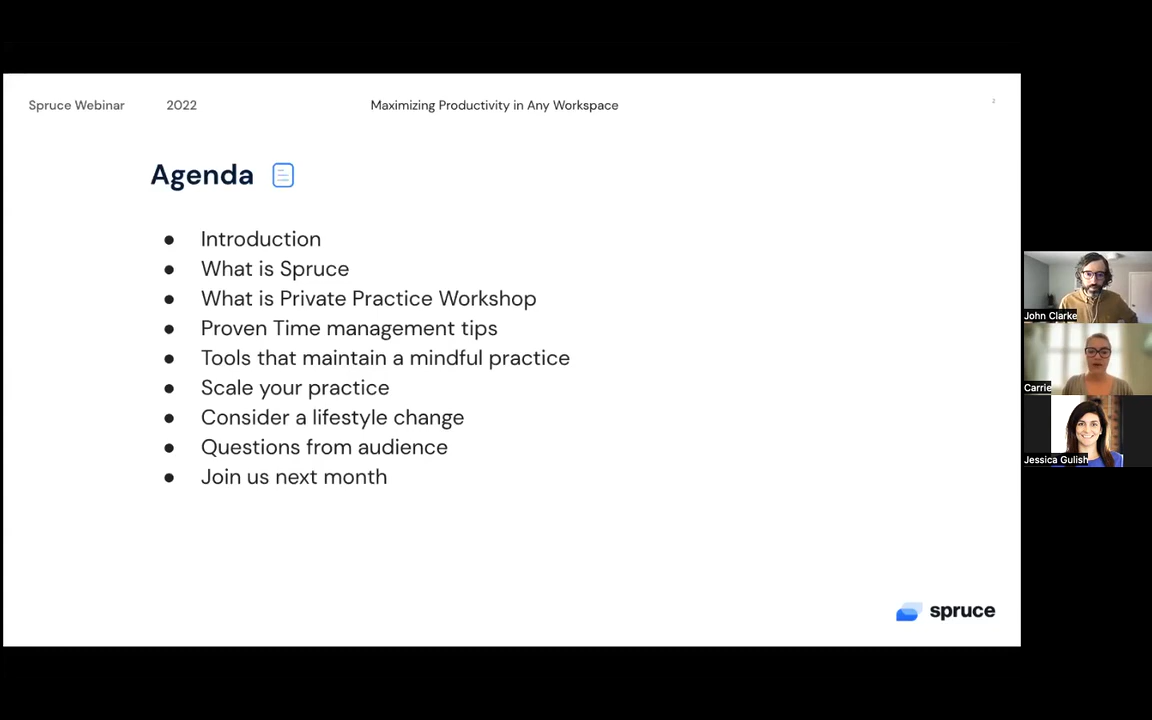 Spruce Webinar 2022 Maximizing Productivity in Any Workspace 2
Agenda
● Introduction
● What is Spruce
● What is Private Practice Workshop
● Proven Time management tips
● Tools that maintain a mindful practice
● Scale your practice
● Consider a lifestyle change
● Questions from audience
● Join us next month
spruce
John Clarke
Carrie
Jessica Gulish